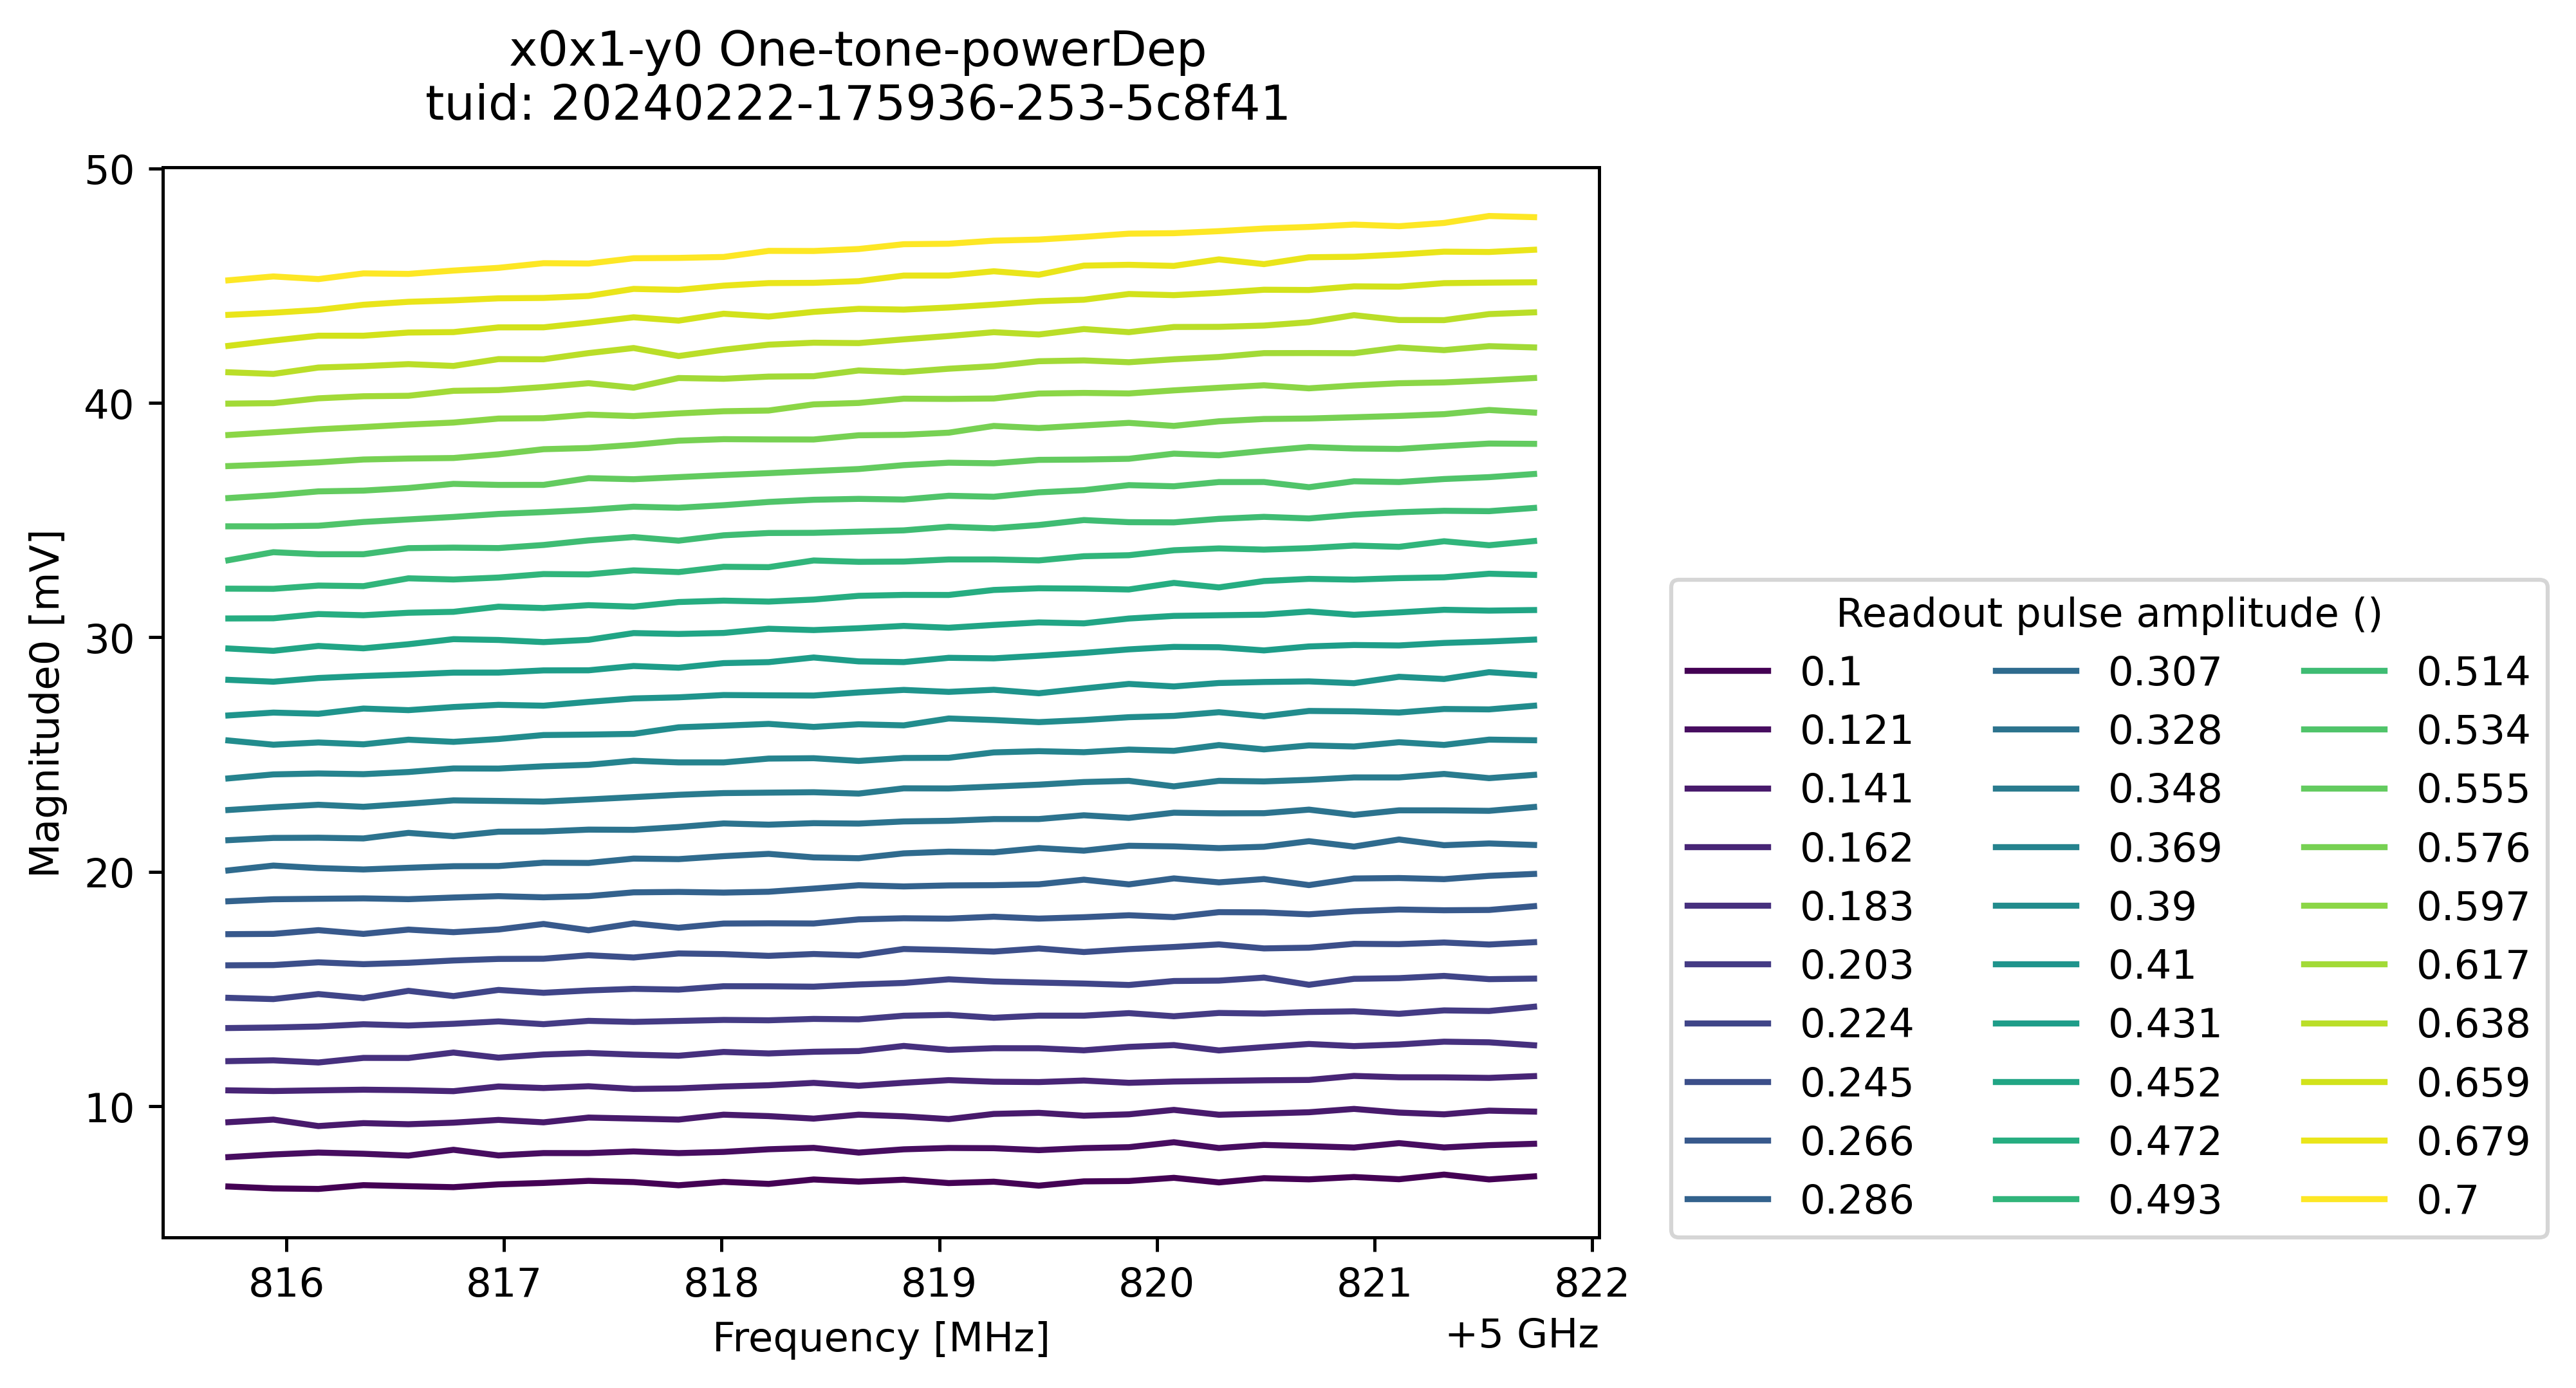 x0x1-y0 One-tone-powerDep
tuid: 20240222-175936-253-5c8f41
Magnitude0 [mV]
50
40
30
20
10
816 817 818 819 820 821 822
Frequency [MHz]
+5 GHz
Readout pulse amplitude ()
0.1 0.307 0.514
0.121 0.328 0.534
0.141 0.348 0.555
0.162 0.369 0.576
0.183 0.39 0.597
0.203 0.41 0.617
0.224 0.431 0.638
0.245 0.452 0.659
0.266 0.472 0.679
0.286 0.493 0.7